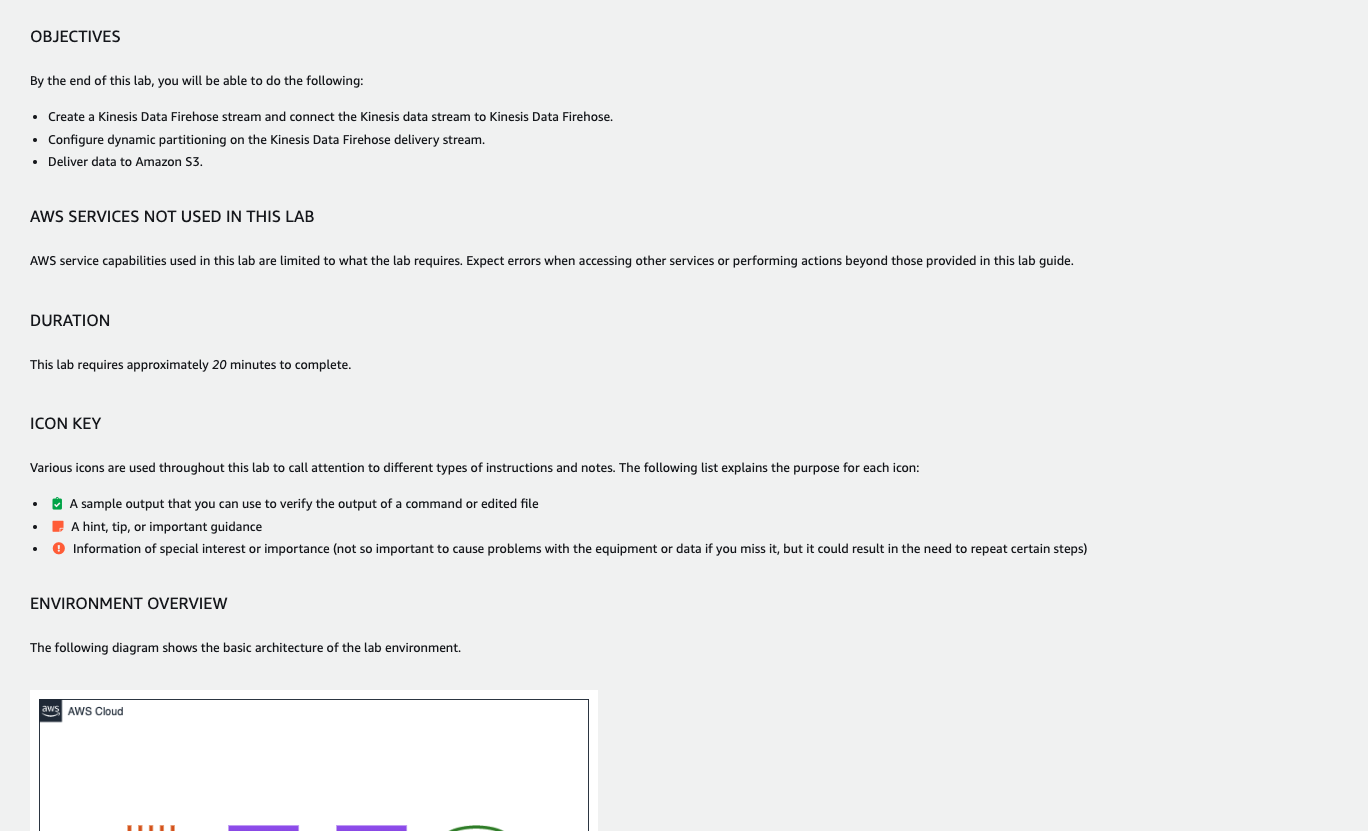 OBJECTIVES
By the end of this lab, you will be able to do the following:
• Create a Kinesis Data Firehose stream and connect the Kinesis data stream to Kinesis Data Firehose.
• Configure dynamic partitioning on the Kinesis Data Firehose delivery stream.
• Deliver data to Amazon S3.
AWS SERVICES NOT USED IN THIS LAB
AWS service capabilities used in this lab are limited to what the lab requires. Expect errors when accessing other services or performing actions beyond those provided in this lab guide.
DURATION
This lab requires approximately 20 minutes to complete.
ICON KEY
Various icons are used throughout this lab to call attention to different types of instructions and notes. The following list explains the purpose for each icon:
• A sample output that you can use to verify the output of a command or edited file
• A hint, tip, or important guidance
• Information of special interest or importance (not so important to cause problems with the equipment or data if you miss it, but it could result in the need to repeat certain steps)
ENVIRONMENT OVERVIEW
The following diagram shows the basic architecture of the lab environment.
aws AWS Cloud